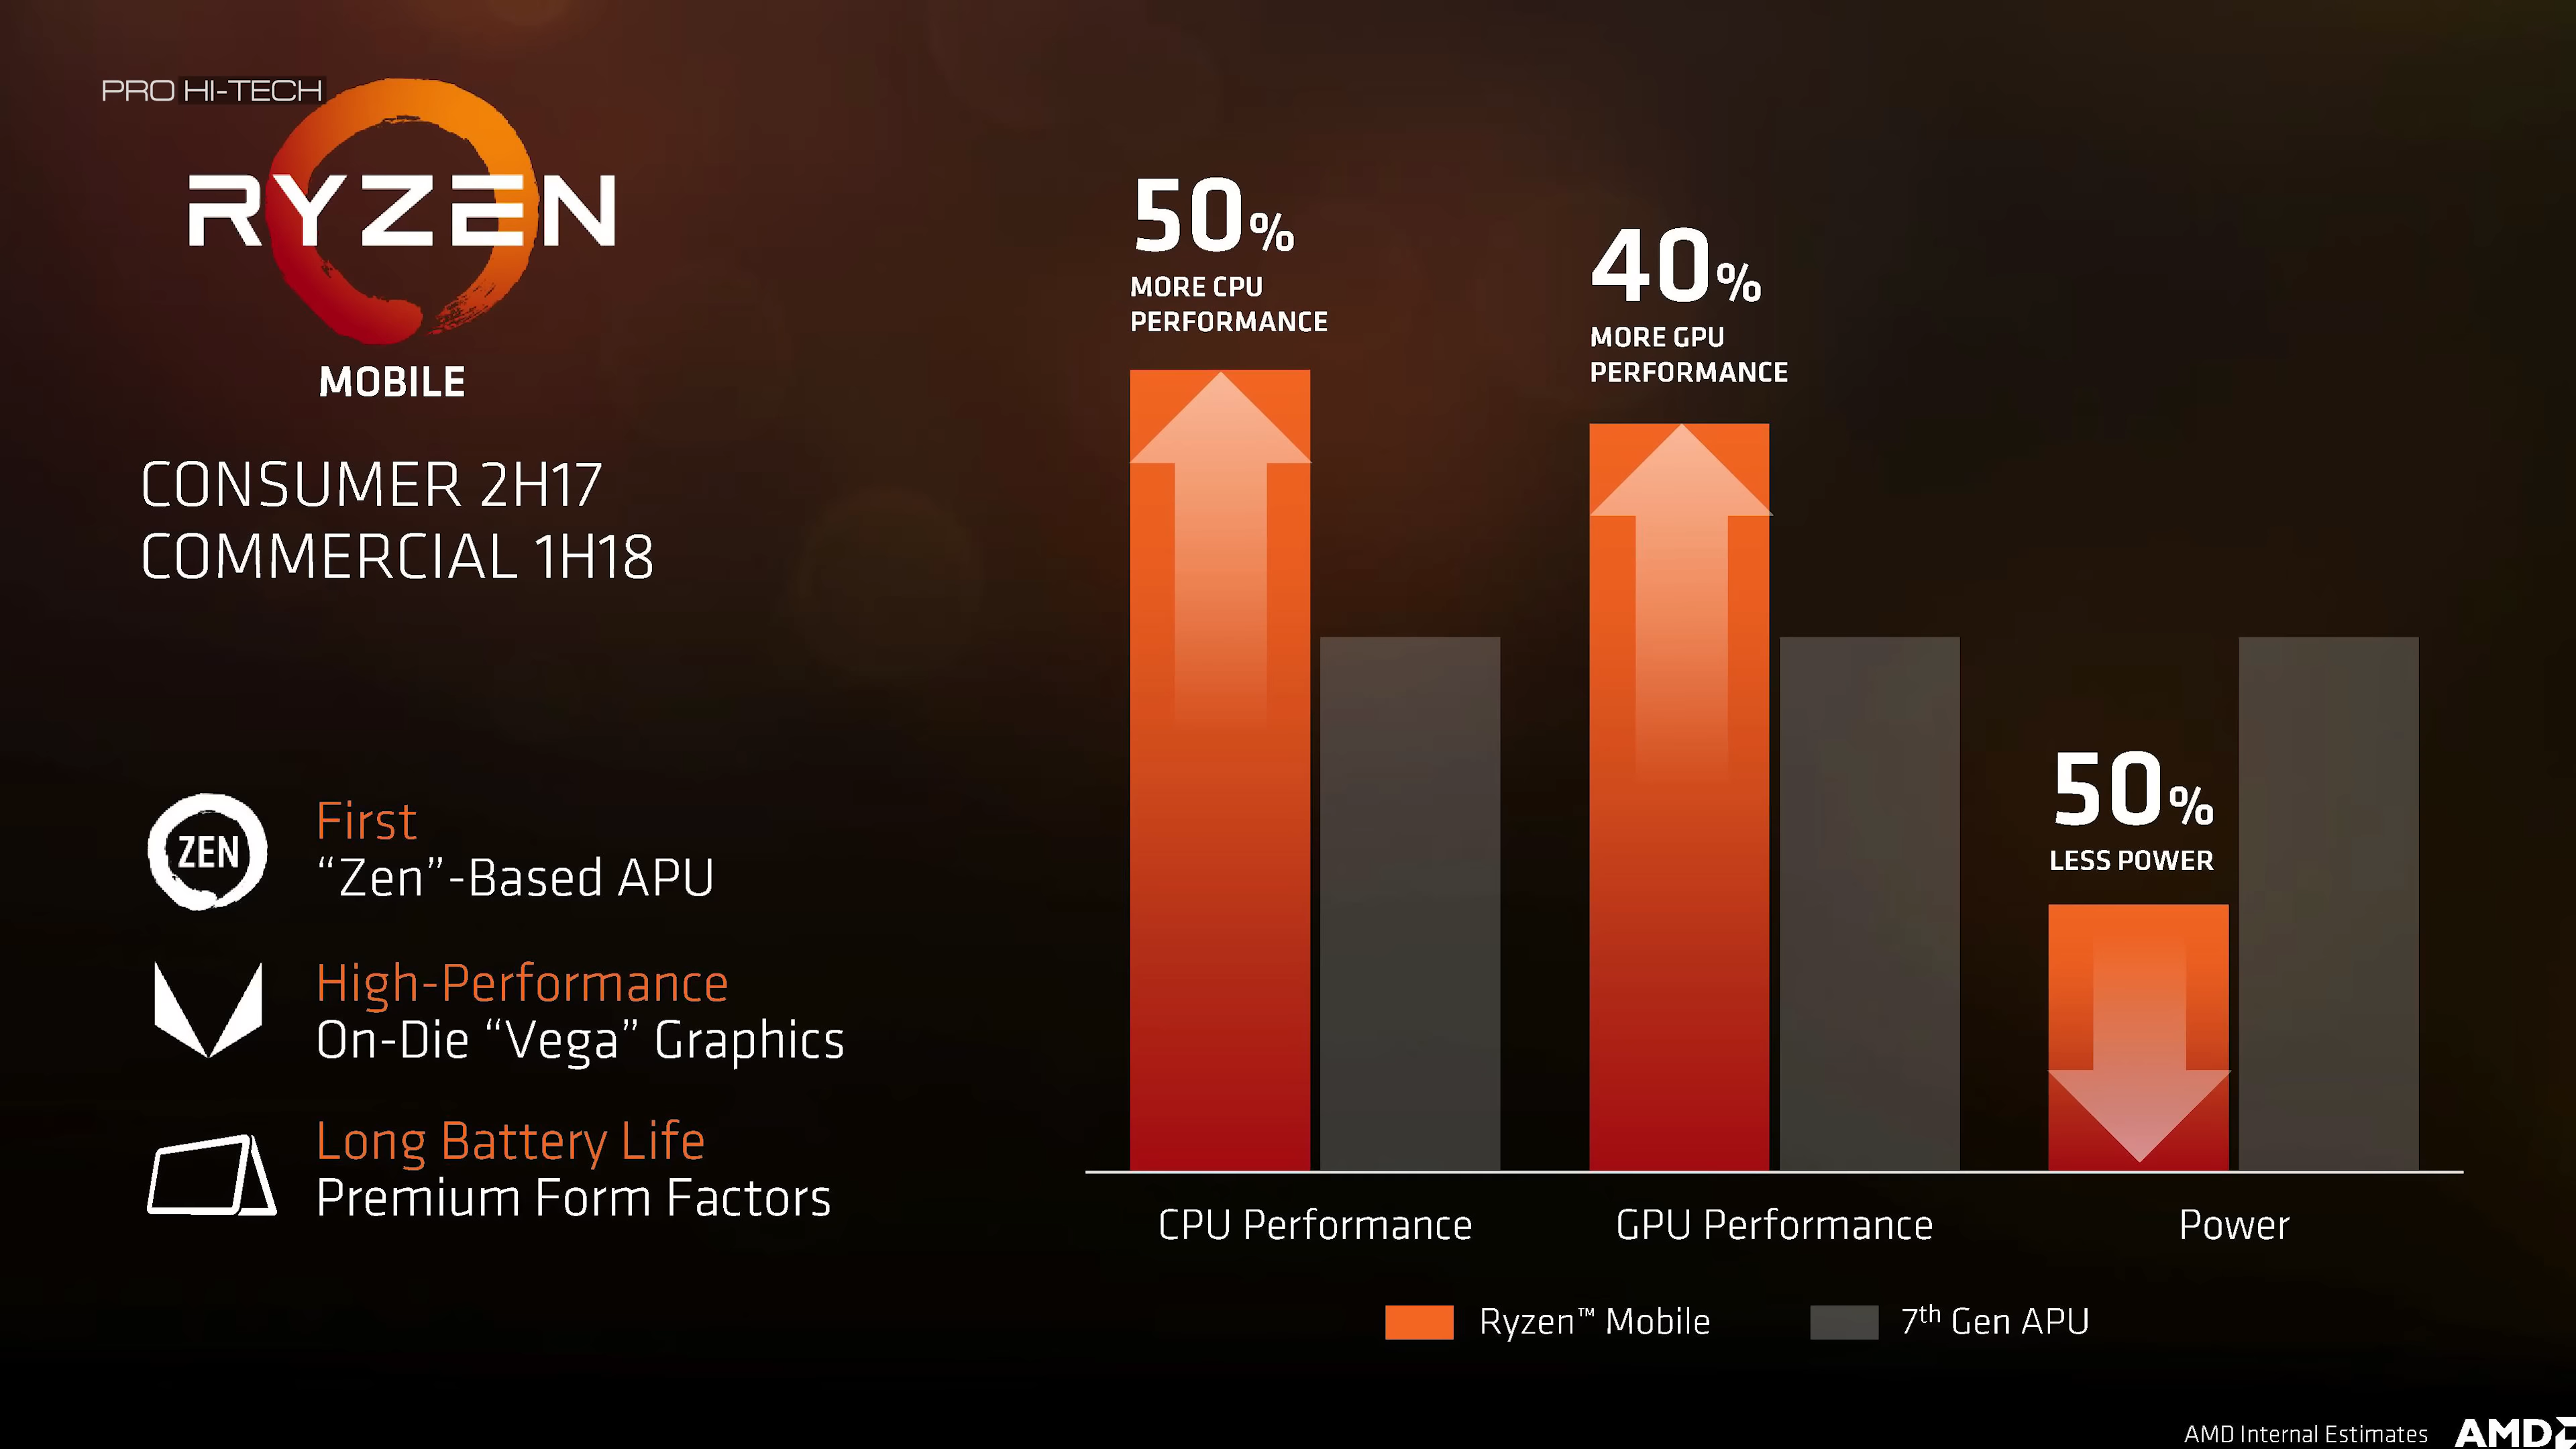 PRO HI-TECH
RYZEN
MOBILE
CONSUMER 2H17
COMMERCIAL 1H18
ZEN
First
“Zen”-Based APU
High-Performance
On-Die “Vega” Graphics
Long Battery Life
Premium Form Factors
50%
MORE CPU
PERFORMANCE
40%
MORE GPU
PERFORMANCE
50%
LESS POWER
CPU Performance
GPU Performance
Power
Ryzen™ Mobile
7th Gen APU
AMD Internal Estimates
AMD